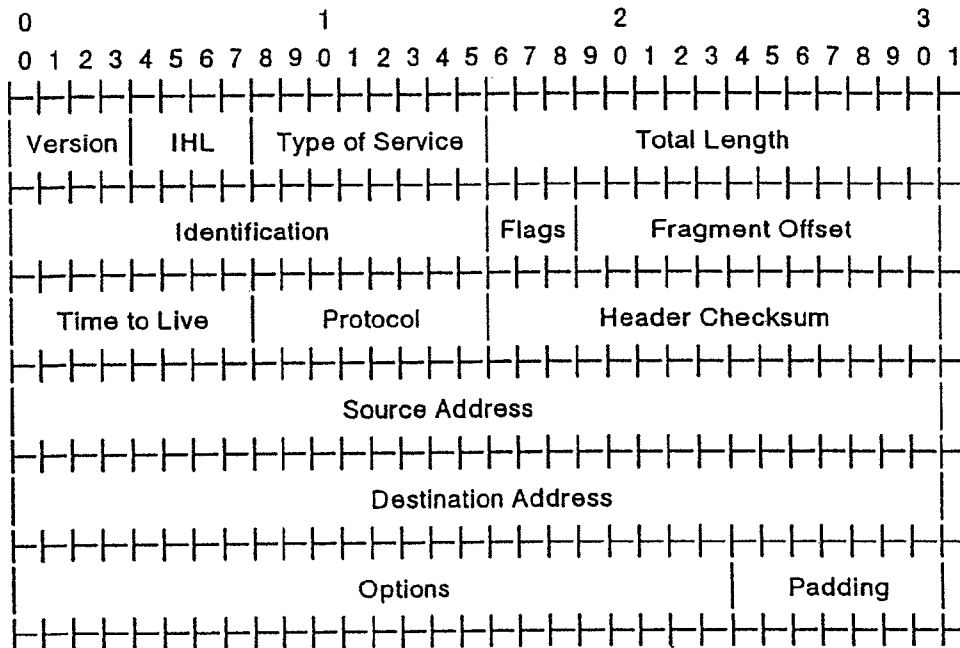 0 1 2 3
0 1 2 3 4 5 6 7 8 9 0 1 2 3 4 5 6 7 8 9 0 1 2 3 4 5 6 7 8 9 0 1
Version IHL Type of Service Total Length
Identification Flags Fragment Offset
Time to Live Protocol Header Checksum
Source Address
Destination Address
Options Padding